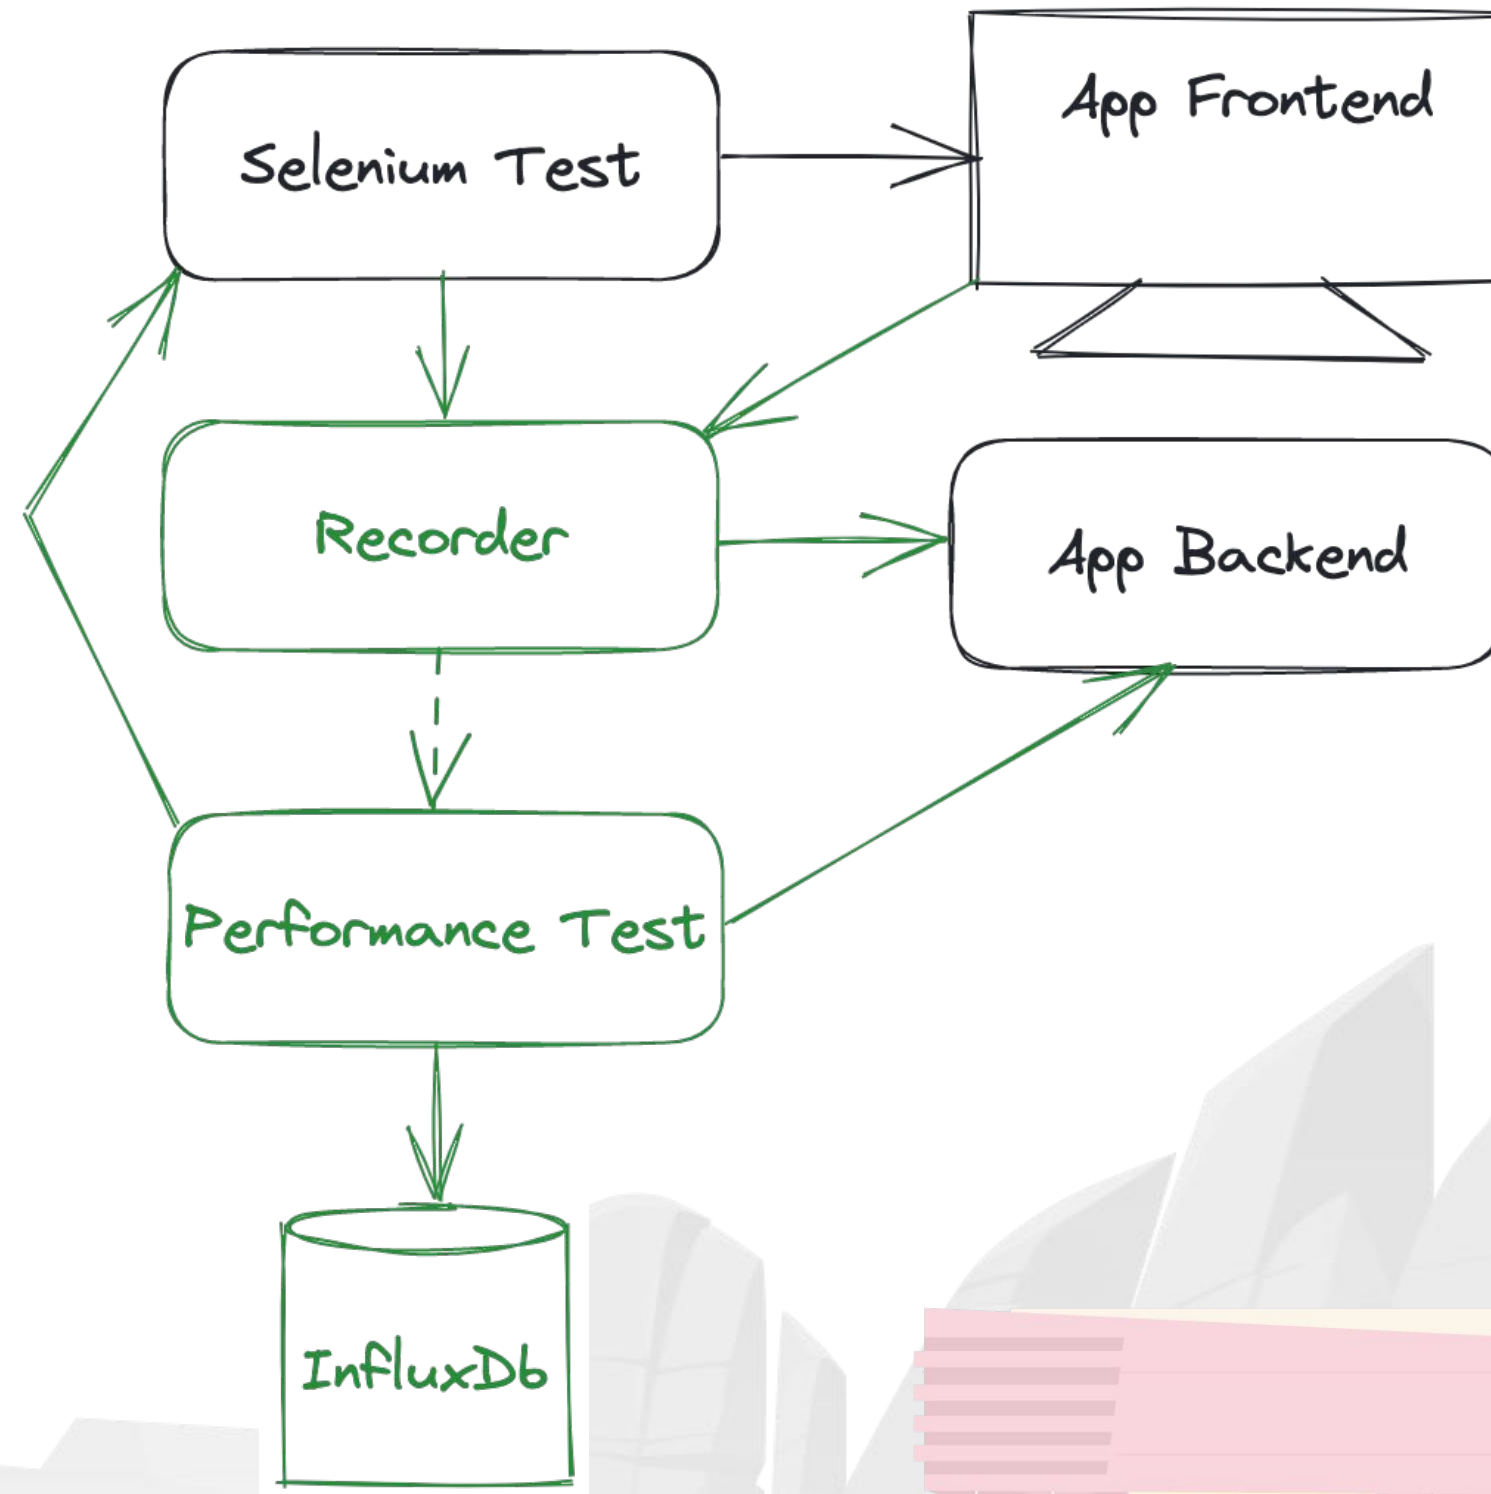 App Frontend
Selenium Test
Recorder
App Backend
Performance Test
InfluxDb